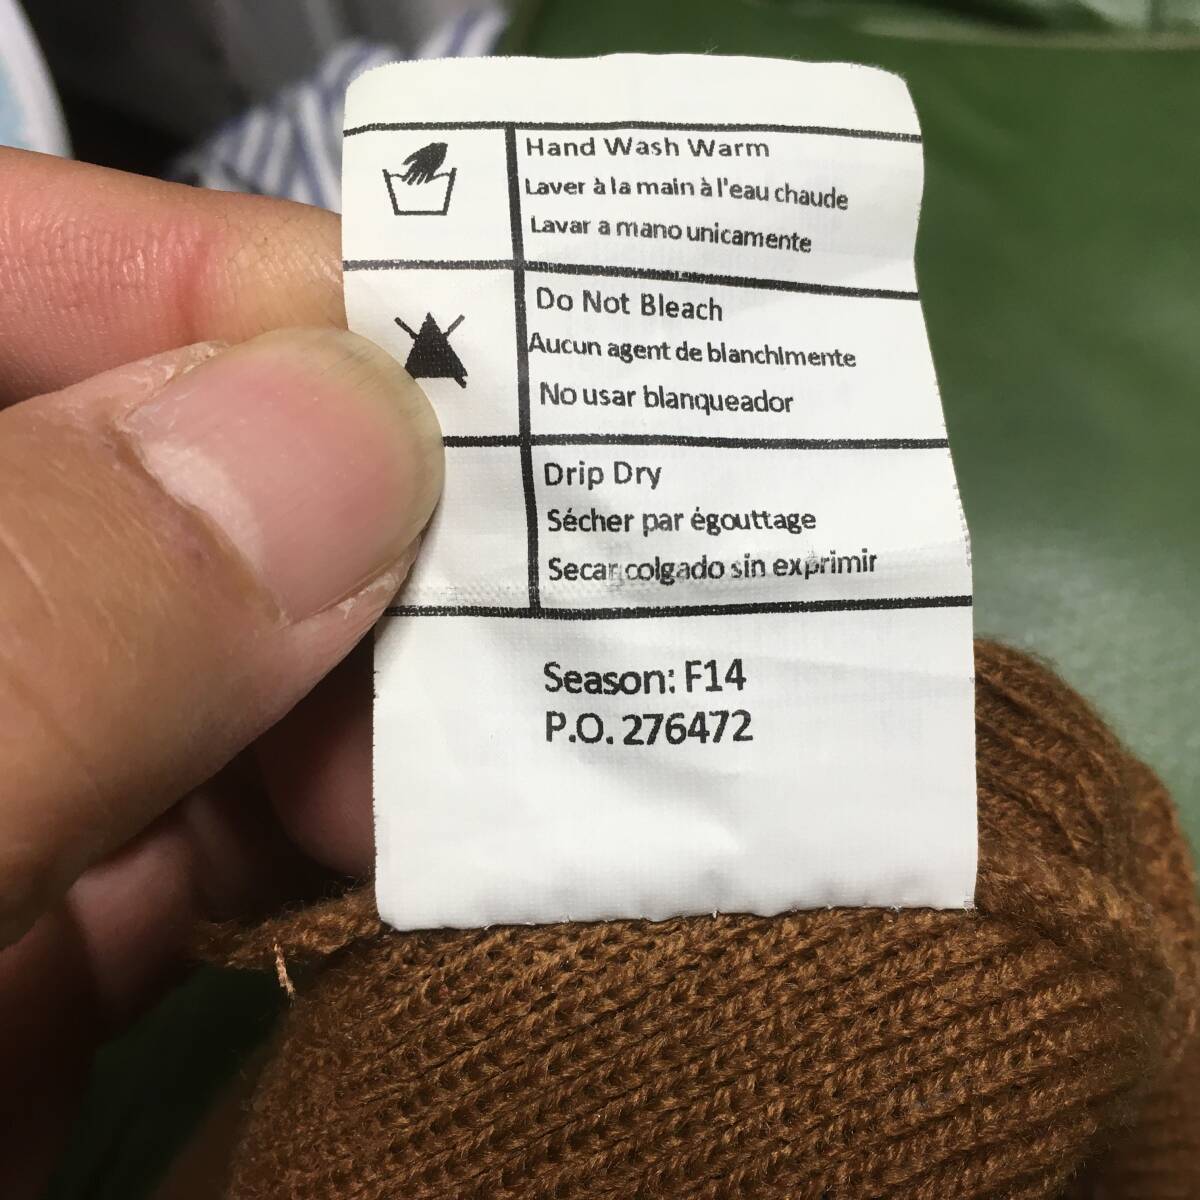 Hand Wash Warm
Laver à la main à l'eau chaude
Lavar a mano unicamente
Do Not Bleach
Aucun agent de blanchImente
No usar blanqueador
Drip Dry
Sécher par égouttage
Secar colgado sin exprimir
Season: F14
P.O. 276472